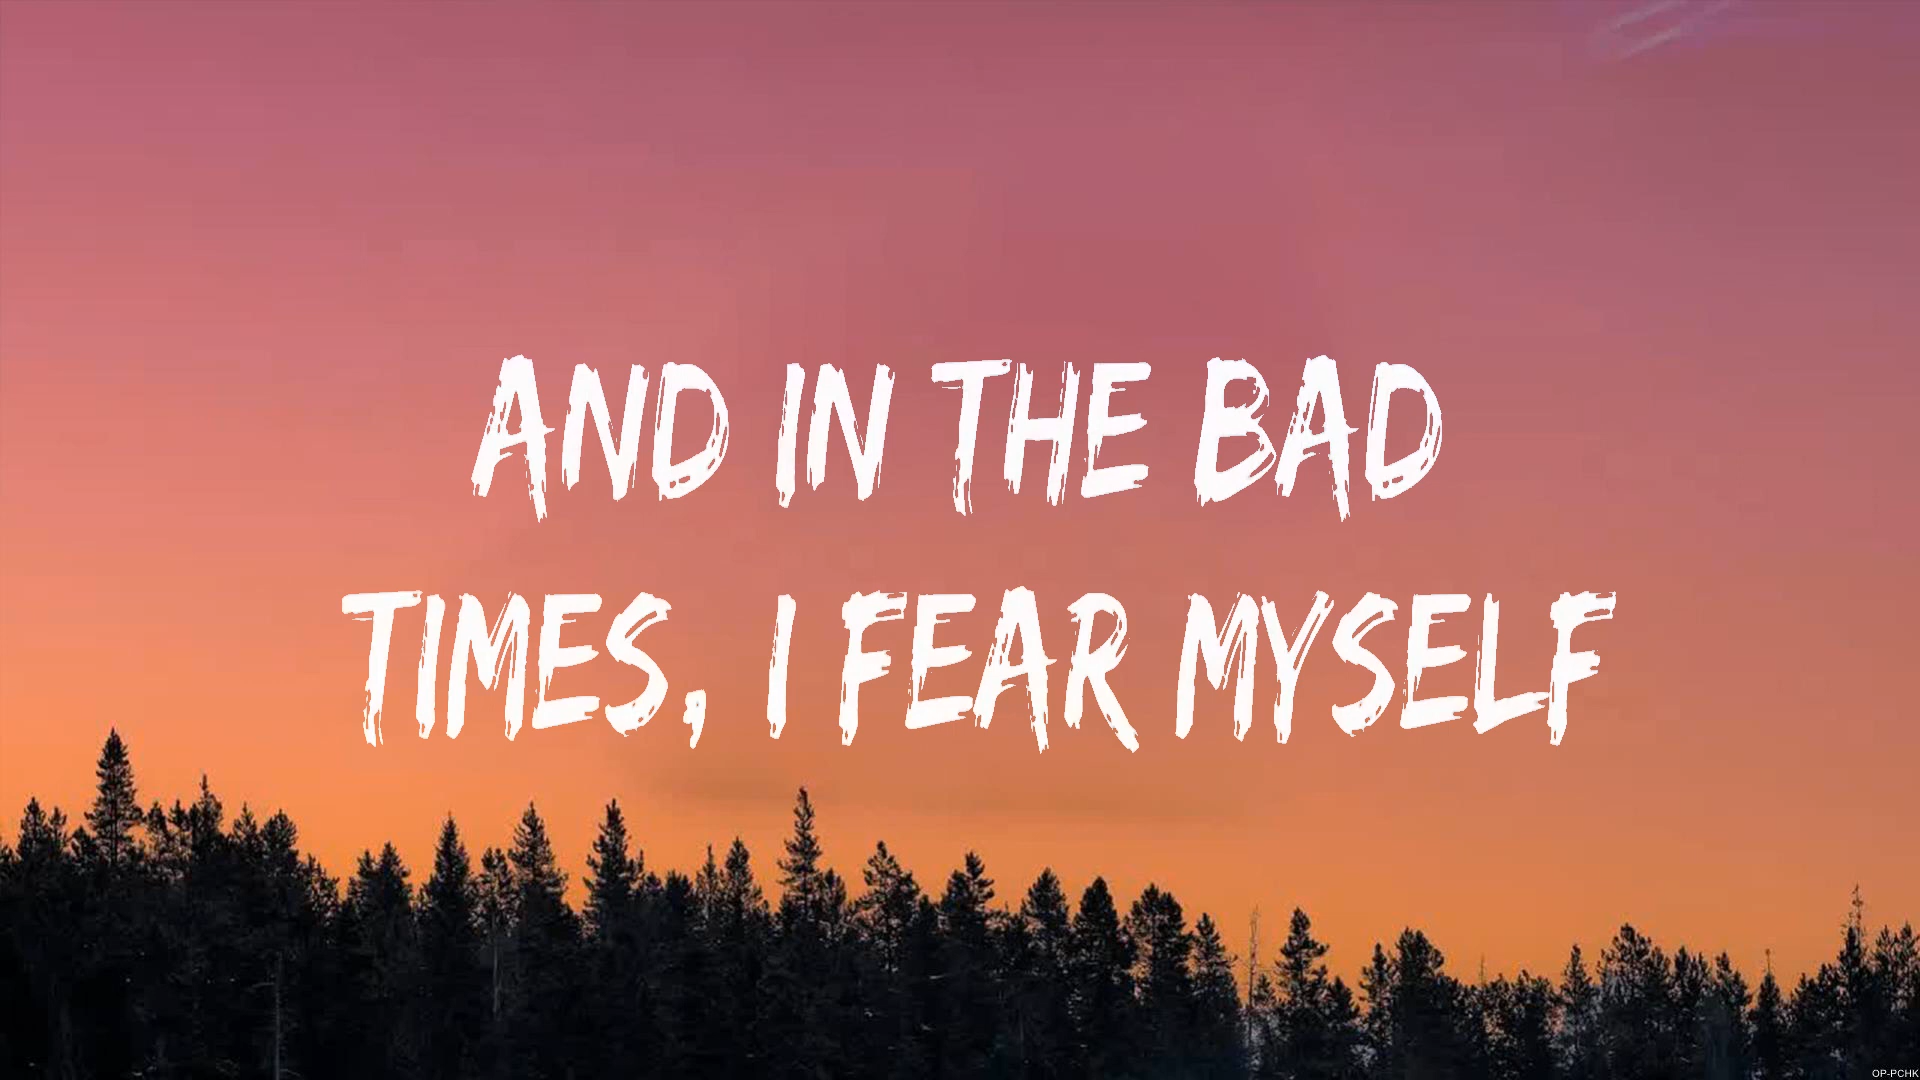 AND IN THE BAD
TIMES, I FEAR MYSELF
OP-PCHK